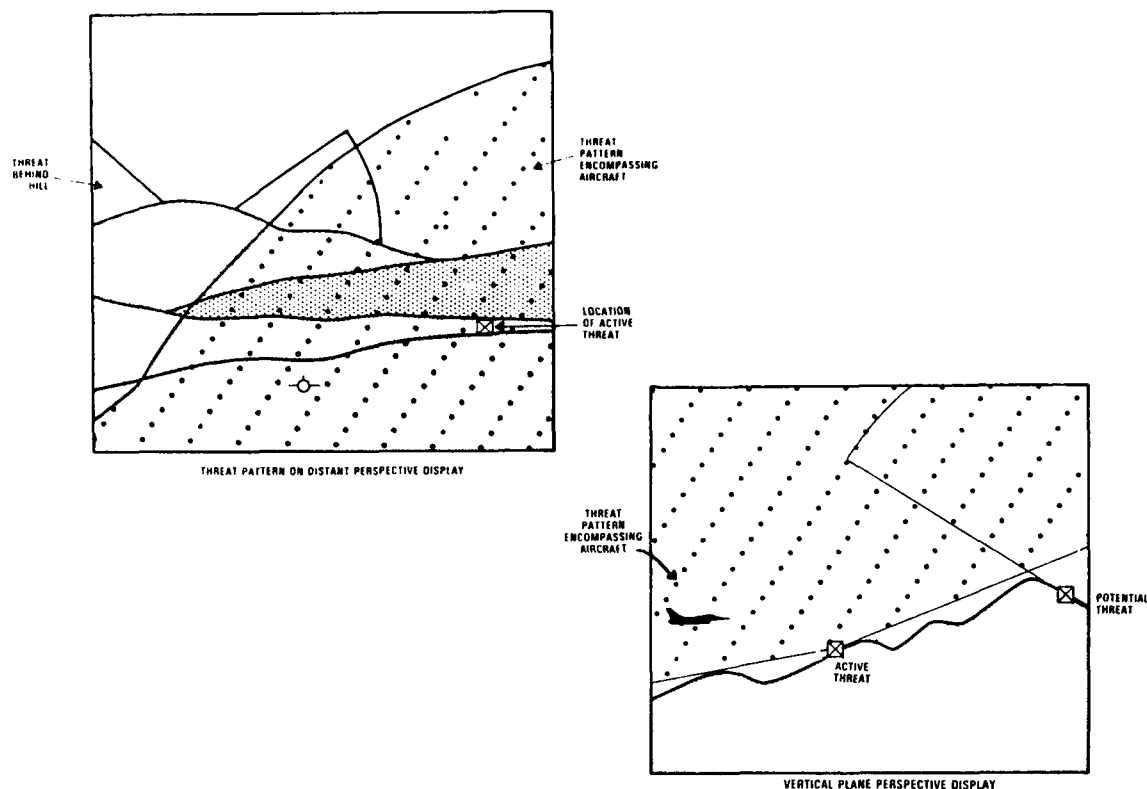 THREAT
BEHIND
HILL
THREAT
PATTERN
ENCOMPASSING
AIRCRAFT
LOCATION
OF ACTIVE
THREAT
THREAT PATTERN ON DISTANT PERSPECTIVE DISPLAY
THREAT
PATTERN
ENCOMPASSING
AIRCRAFT
POTENTIAL
THREAT
ACTIVE
THREAT
VERTICAL PLANE PERSPECTIVE DISPLAY